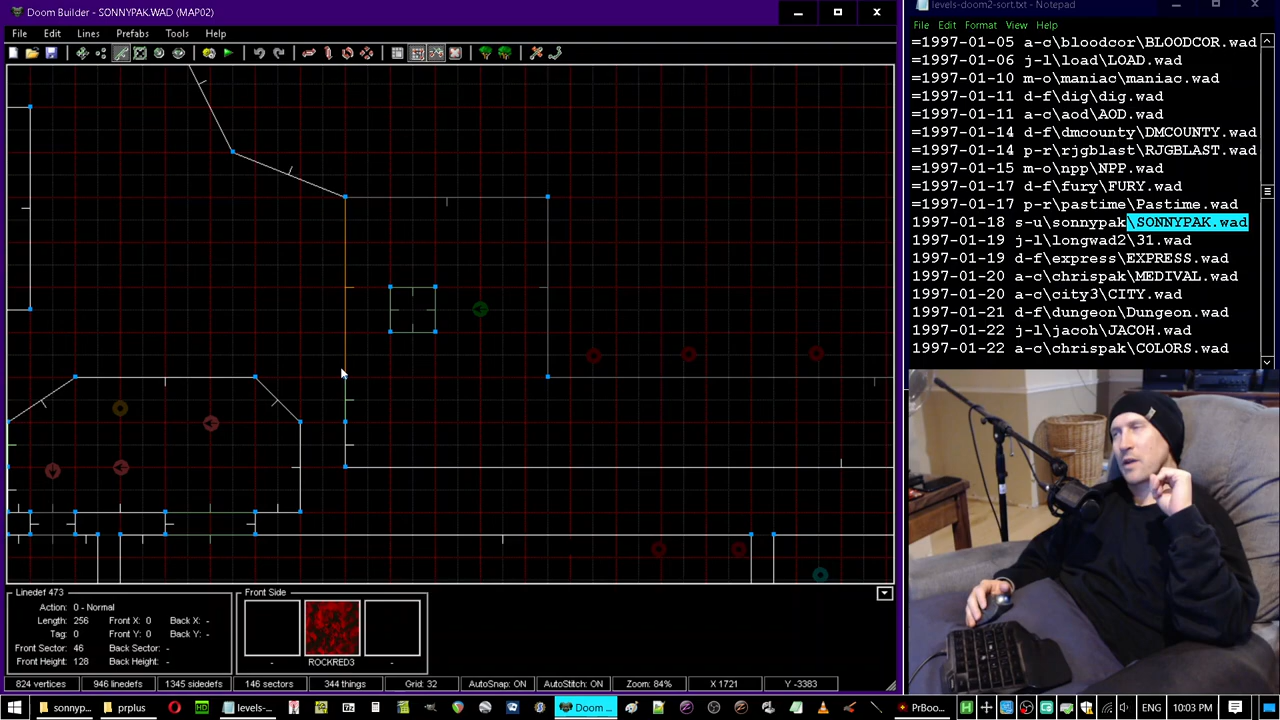 Doom Builder - SONNYPAK.WAD (MAP02)
File Edit Lines Prefabs Tools Help
Linedef 473
Action: 0 - Normal
Length: 256 Front X: 0 Back X: -
Tag: 0 Front Y: 0 Back Y: -
Front Sector: 46 Back Sector: -
Front Height: 128 Back Height: -
Front Side
- ROCKRED3 -
824 vertices 946 linedefs 1345 sidedefs 146 sectors 344 things Grid: 32 AutoSnap: ON AutoStitch: ON Zoom: 84% X 1721 Y -3383
levels-doom2-sort.txt - Notepad
File Edit Format View Help
=1997-01-05 a-c\bloodcor\BLOODCOR.wad
=1997-01-06 j-l\load\LOAD.wad
=1997-01-10 m-o\maniac\maniac.wad
=1997-01-11 d-f\dig\dig.wad
=1997-01-11 a-c\aod\AOD.wad
=1997-01-14 d-f\dmcounty\DMCOUNTY.wad
=1997-01-14 p-r\rjgblast\RJGBLAST.wad
=1997-01-15 m-o\npp\NPP.wad
=1997-01-17 d-f\fury\FURY.wad
=1997-01-17 p-r\pastime\Pastime.wad
1997-01-18 s-u\sonnypak\SONNYPAK.wad
1997-01-19 j-l\longwad2\31.wad
1997-01-19 d-f\express\EXPRESS.wad
1997-01-20 a-c\chrispak\MEDIVAL.wad
1997-01-20 a-c\city3\CITY.wad
1997-01-21 d-f\dungeon\Dungeon.wad
1997-01-22 j-l\jacoh\JACOH.wad
1997-01-22 a-c\chrispak\COLORS.wad
sonnyp... prplus levels-... Doom ... PrBoo... ENG 10:03 PM